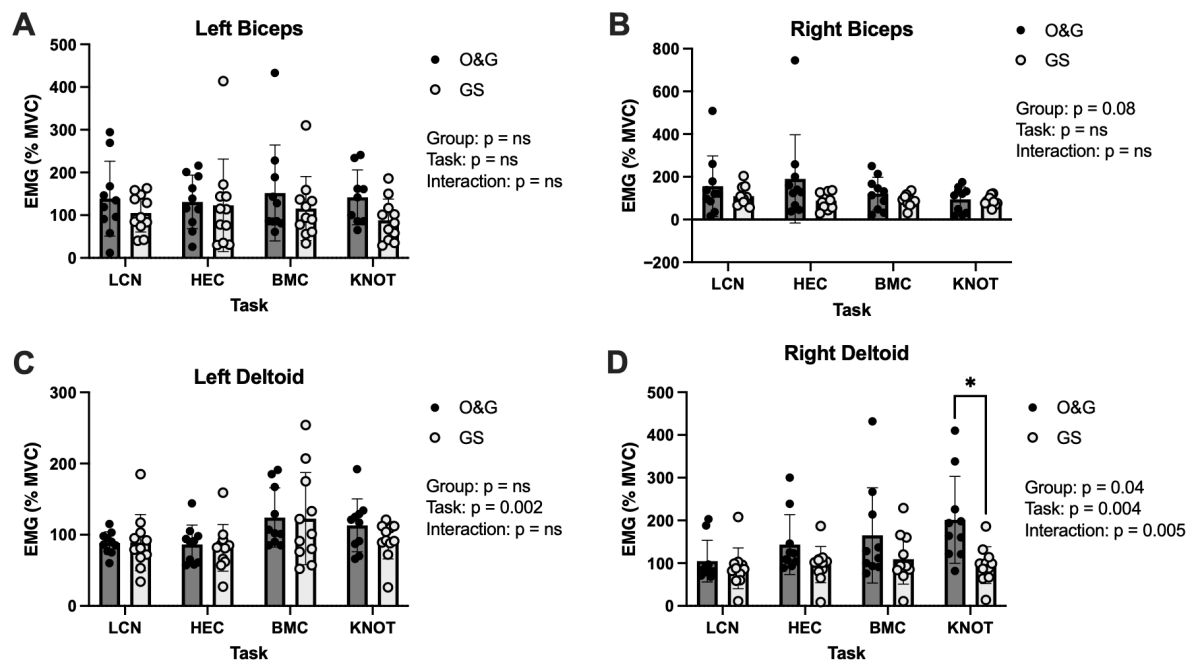 A
Left Biceps
500
400
300
200
100
0
EMG (% MVC)
LCN
HEC
BMC
KNOT
Task
O&G
GS
Group: p = ns
Task: p = ns
Interaction: p = ns
B
Right Biceps
800
600
400
200
0
−200
EMG (% MVC)
LCN
HEC
BMC
KNOT
Task
O&G
GS
Group: p = 0.08
Task: p = ns
Interaction: p = ns
C
Left Deltoid
300
200
100
0
EMG (% MVC)
LCN
HEC
BMC
KNOT
Task
O&G
GS
Group: p = ns
Task: p = 0.002
Interaction: p = ns
D
Right Deltoid
500
400
300
200
100
0
EMG (% MVC)
*
LCN
HEC
BMC
KNOT
Task
O&G
GS
Group: p = 0.04
Task: p = 0.004
Interaction: p = 0.005